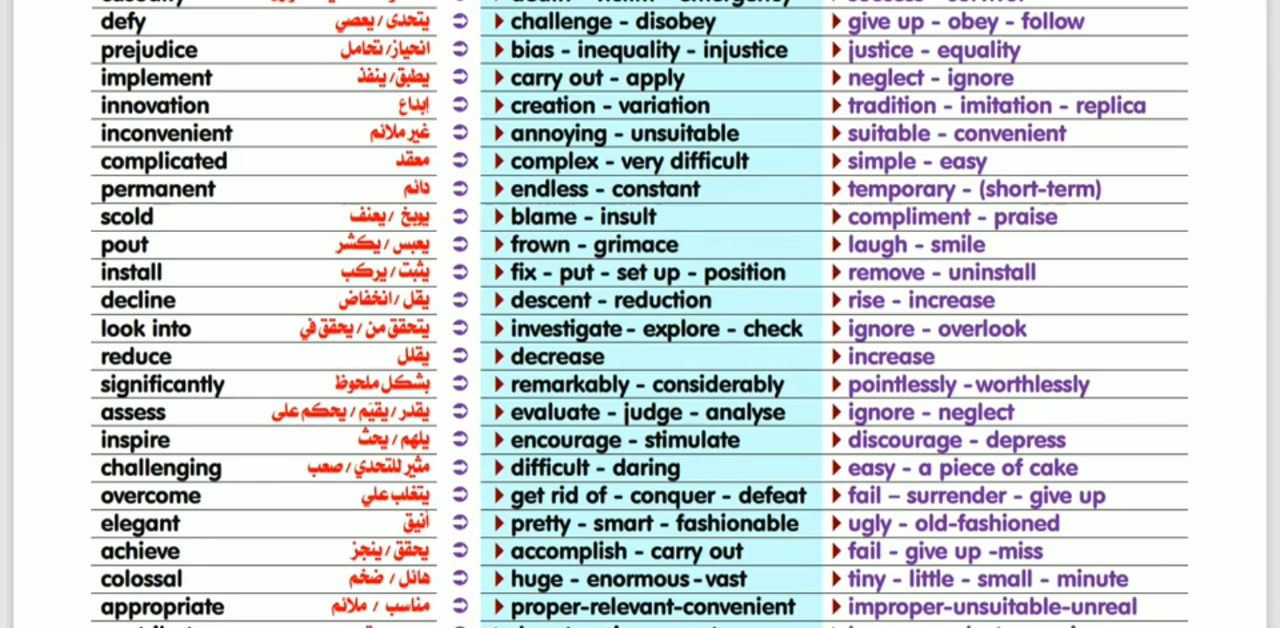 defy يتحدى / يعصي ➲ challenge - disobey give up - obey - follow
prejudice انحياز/ تحامل ➲ bias - inequality - injustice justice - equality
implement يطبق/ ينفذ ➲ carry out - apply neglect - ignore
innovation إبداع ➲ creation - variation tradition - imitation - replica
inconvenient غير ملائم ➲ annoying - unsuitable suitable - convenient
complicated معقد ➲ complex - very difficult simple - easy
permanent دائم ➲ endless - constant temporary - (short-term)
scold يوبخ / يعنف ➲ blame - insult compliment - praise
pout يعبس / يكشر ➲ frown - grimace laugh - smile
install يثبت / يركب ➲ fix - put - set up - position remove - uninstall
decline يقل / انخفاض ➲ descent - reduction rise - increase
look into يتحقق من / يحقق في ➲ investigate - explore - check ignore - overlook
reduce يقلل ➲ decrease increase
significantly بشكل ملحوظ ➲ remarkably - considerably pointlessly -worthlessly
assess يقدر / يقيّم / يحكم على ➲ evaluate - judge - analyse ignore - neglect
inspire يلهم / يحث ➲ encourage - stimulate discourage - depress
challenging مثير للتحدي / صعب ➲ difficult - daring easy - a piece of cake
overcome يتغلب علي ➲ get rid of - conquer - defeat fail – surrender - give up
elegant أنيق ➲ pretty - smart - fashionable ugly - old-fashioned
achieve يحقق / ينجز ➲ accomplish - carry out fail - give up -miss
colossal هائل / ضخم ➲ huge - enormous -vast tiny - little - small - minute
appropriate مناسب / ملائم ➲ proper-relevant-convenient improper-unsuitable-unreal